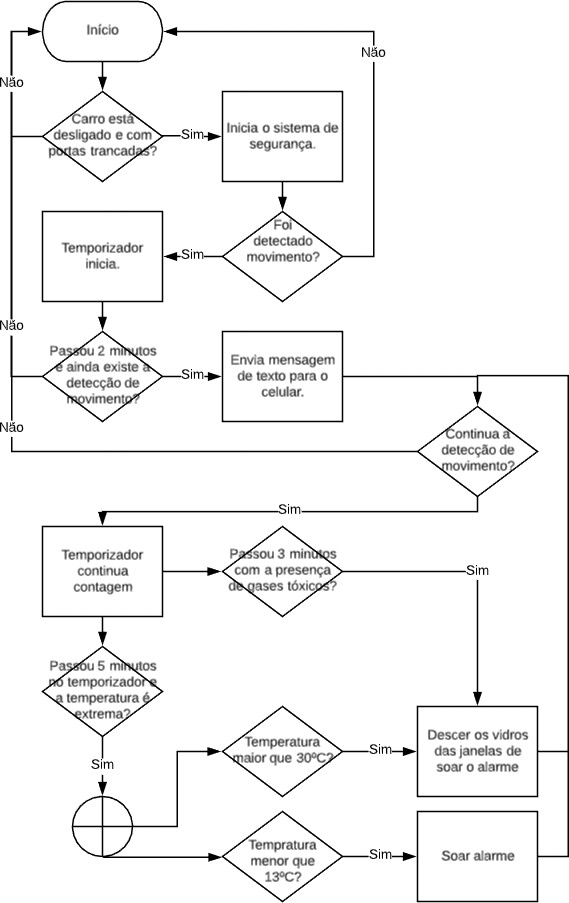 Início
Não
Não
Carro está
desligado e com
portas trancadas?
Sim
Inicia o sistema de
segurança.
Foi
detectado
movimento?
Sim
Temporizador
inicia.
Não
Passou 2 minutos
e ainda existe a
detecção de
movimento?
Sim
Envia mensagem
de texto para o
celular.
Não
Continua a
detecção de
movimento?
Sim
Temporizador
continua
contagem
Passou 3 minutos
com a presença
de gases tóxicos?
Sim
Passou 5 minutos
no temporizador e
a temperatura é
extrema?
Sim
Temperatura
maior que 30ºC?
Sim
Descer os vidros
das janelas de
soar o alarme
Tempratura
menor que
13ºC?
Sim
Soar alarme